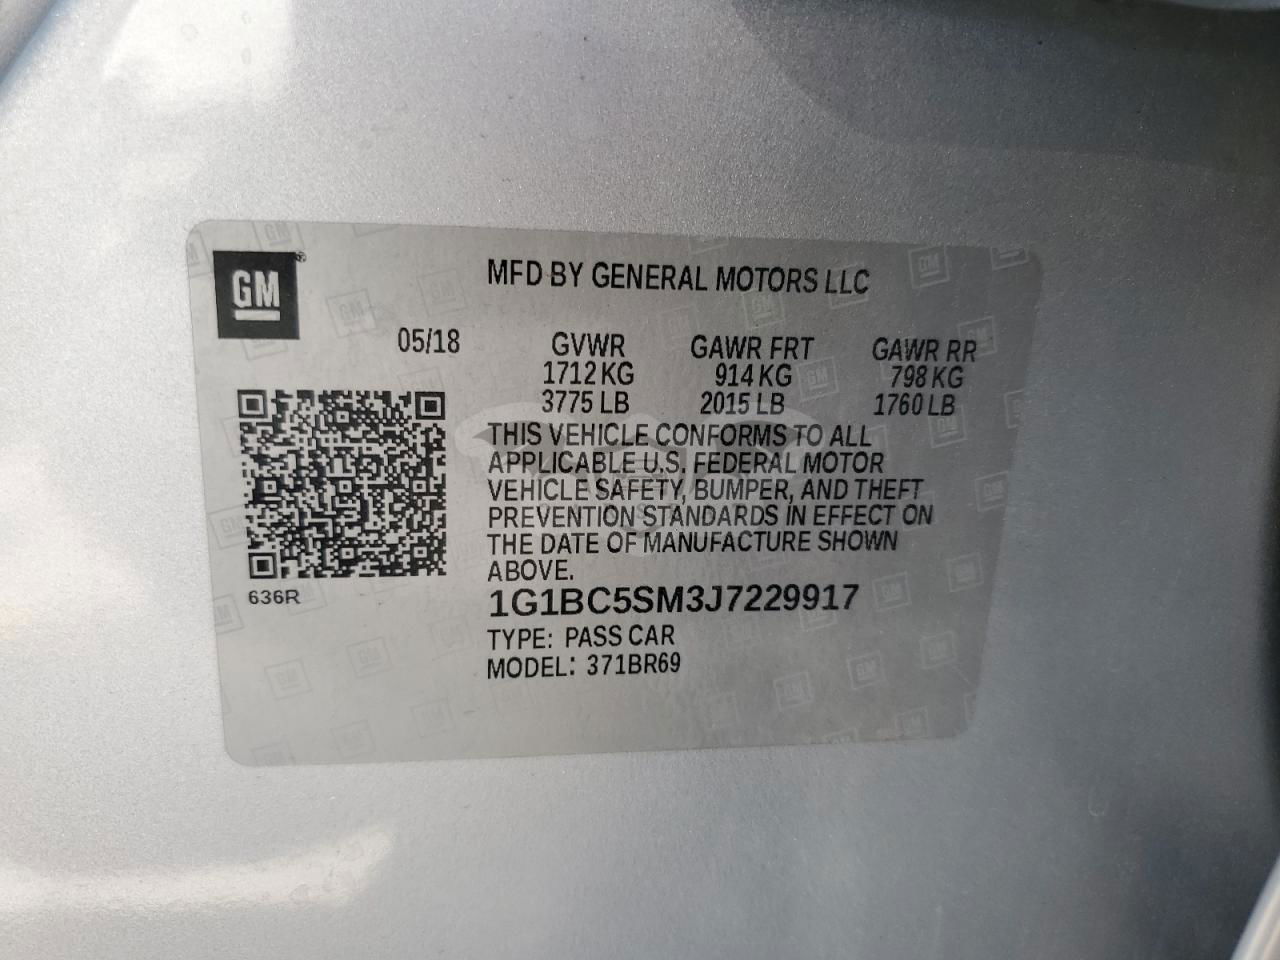 GM
MFD BY GENERAL MOTORS LLC
05/18 GVWR GAWR FRT GAWR RR
1712 KG 914 KG 798 KG
3775 LB 2015 LB 1760 LB
THIS VEHICLE CONFORMS TO ALL
APPLICABLE U.S. FEDERAL MOTOR
VEHICLE SAFETY, BUMPER, AND THEFT
PREVENTION STANDARDS IN EFFECT ON
THE DATE OF MANUFACTURE SHOWN
ABOVE.
636R
1G1BC5SM3J7229917
TYPE: PASS CAR
MODEL: 371BR69